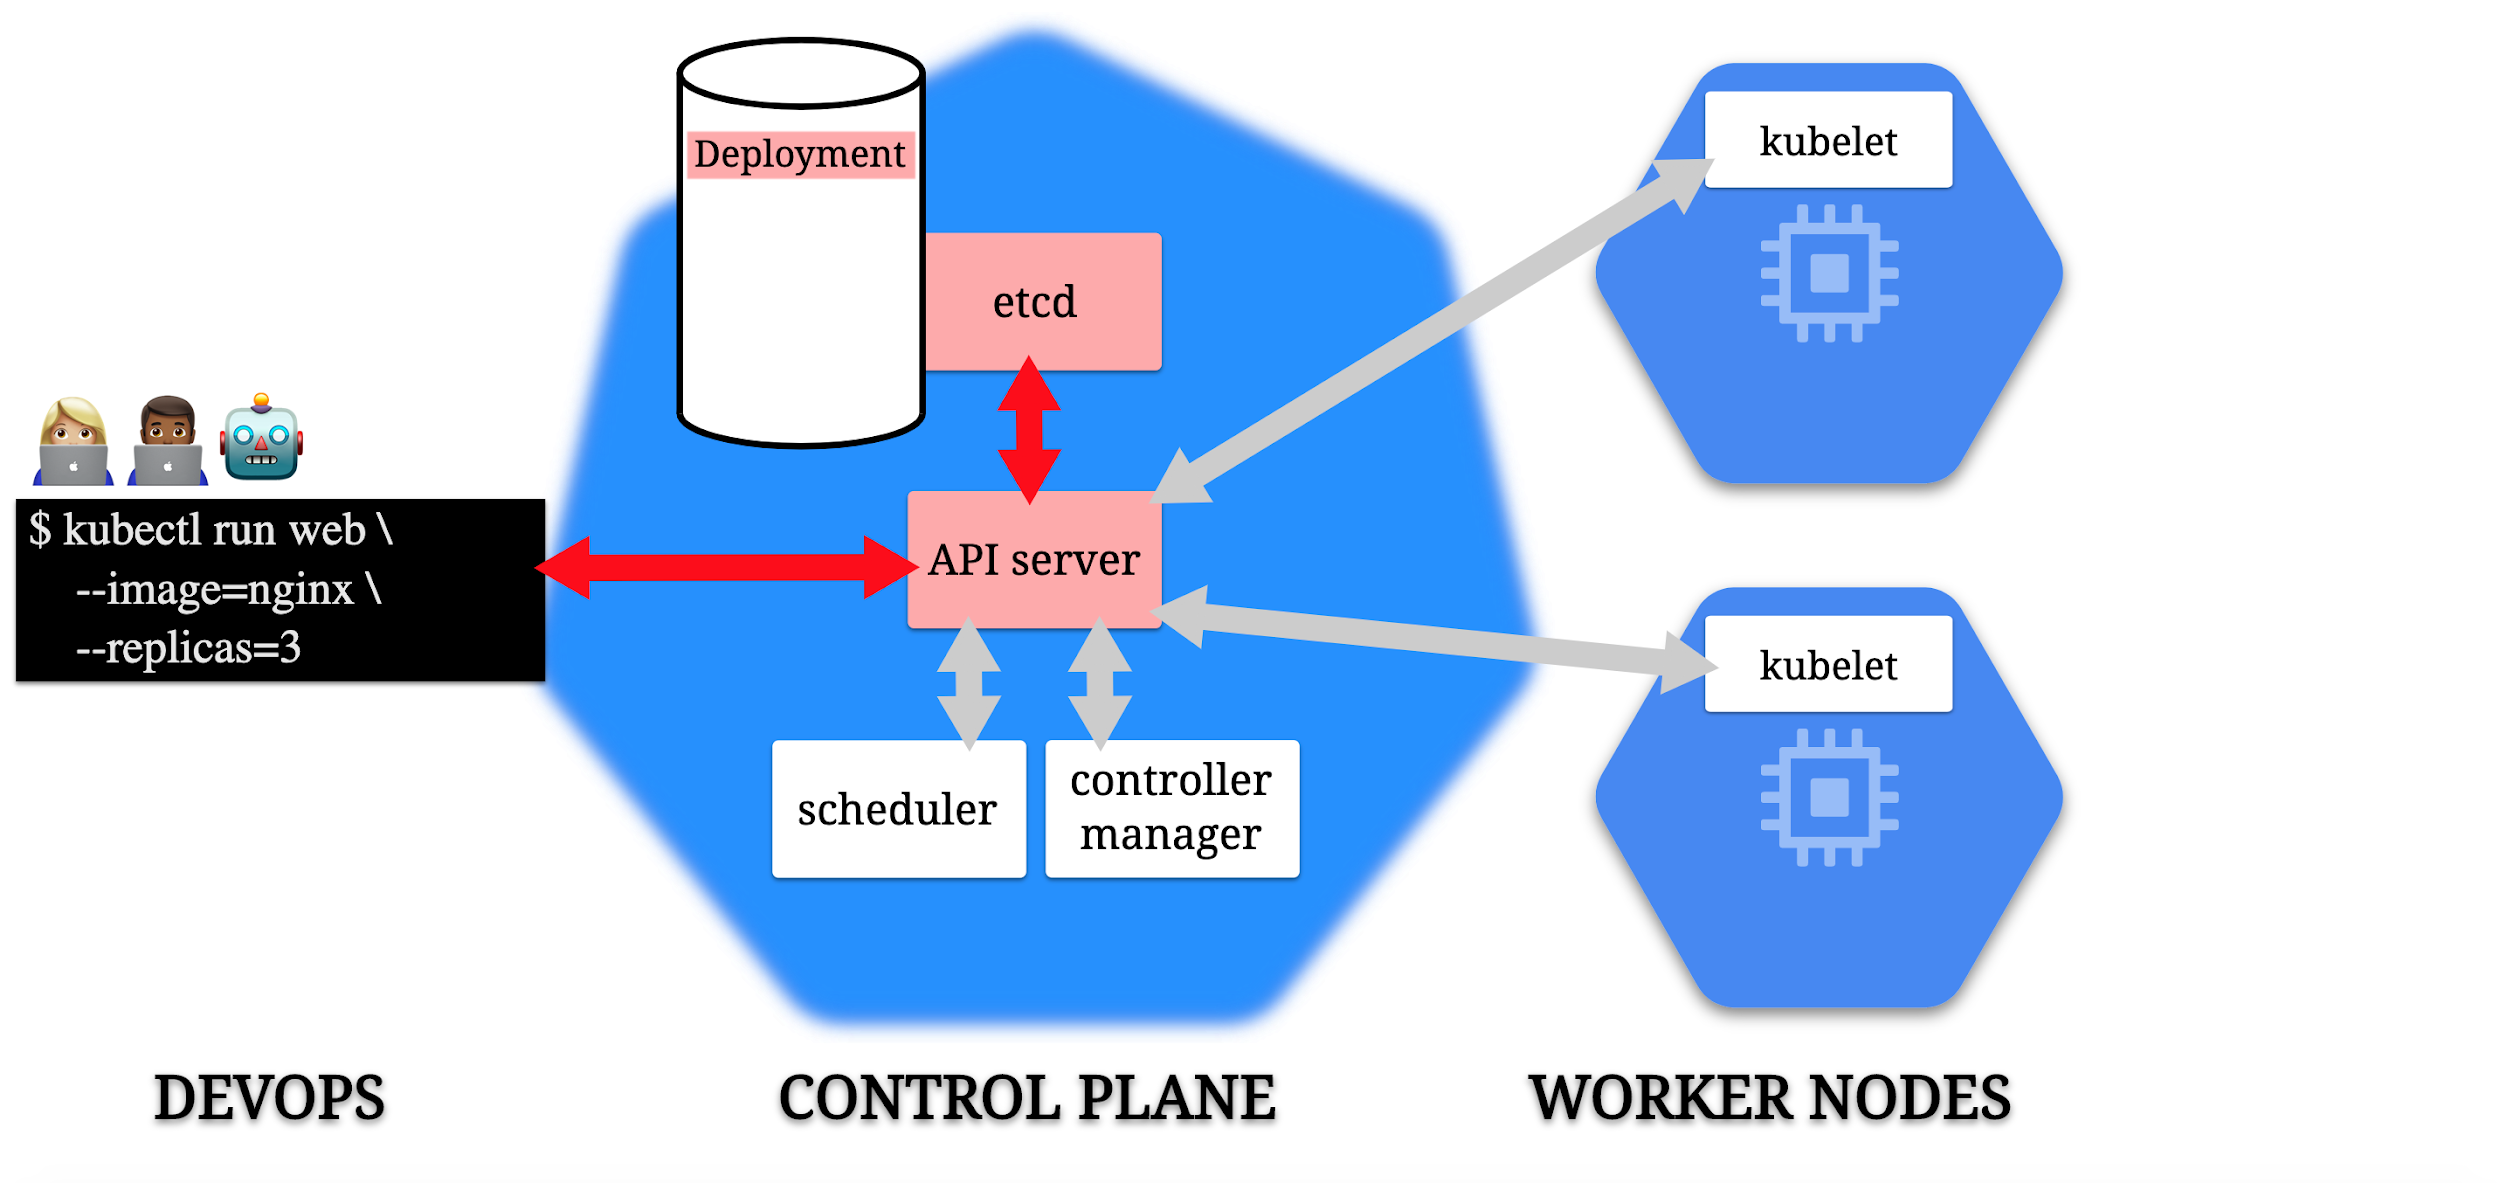 Deployment
etcd
kubelet
$ kubectl run web \
--image=nginx \
--replicas=3
API server
kubelet
scheduler
controller
manager
DEVOPS
CONTROL PLANE
WORKER NODES